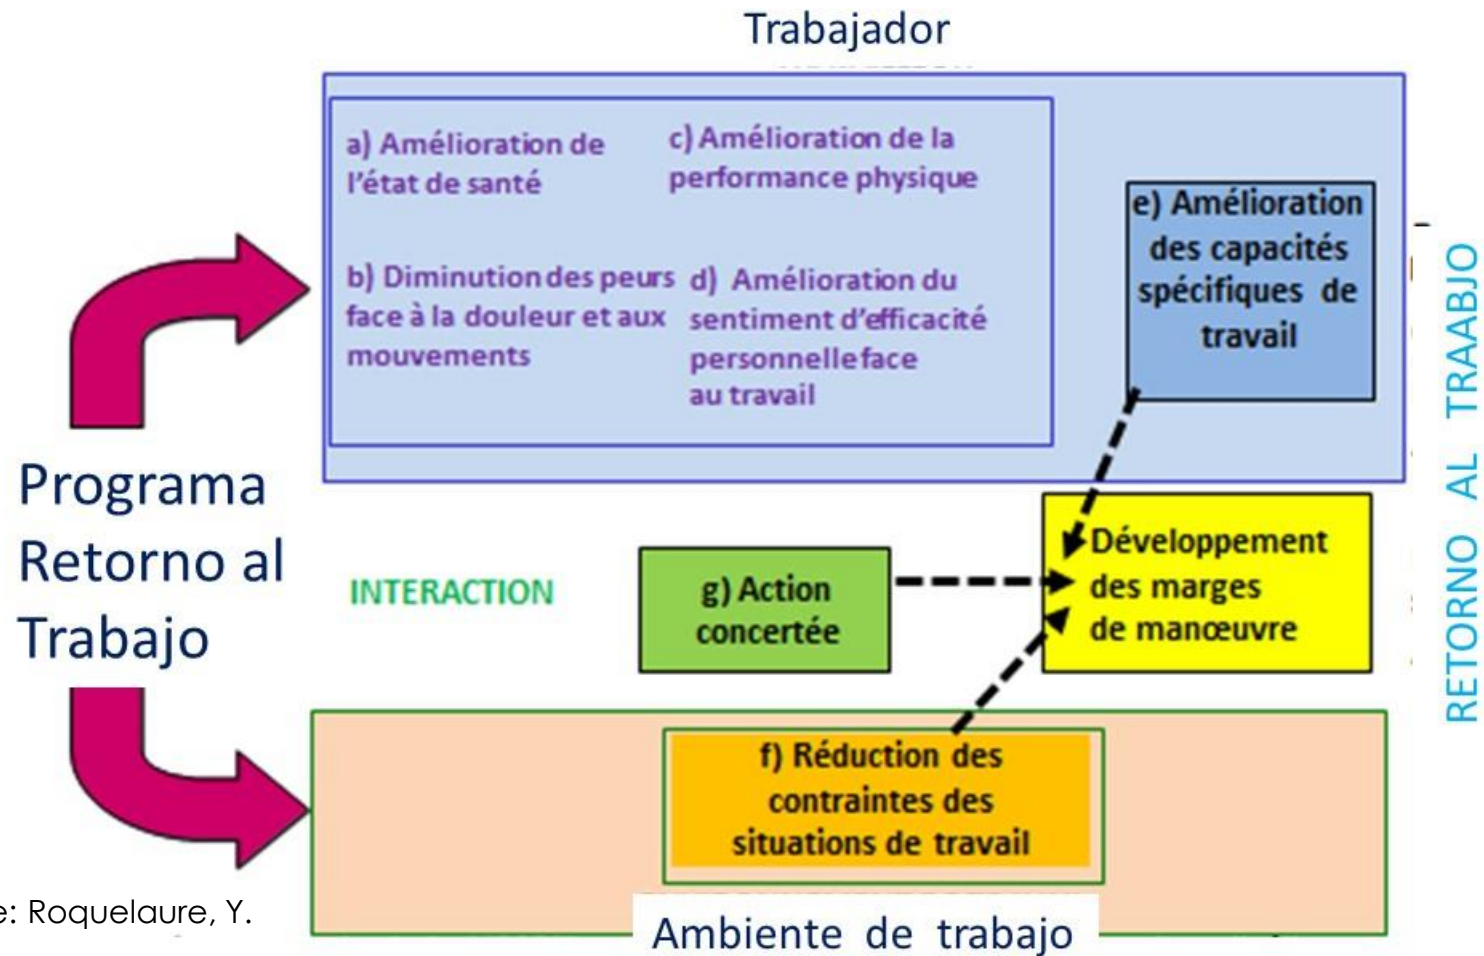 Trabajador
a) Amélioration de
l'état de santé
c) Amélioration de la
performance physique
b) Diminution des peurs
face à la douleur et aux
mouvements
d) Amélioration du
sentiment d'efficacité
personnelle face
au travail
e) Amélioration
des capacités
spécifiques de
travail
Programa
Retorno al
Trabajo
INTERACTION
g) Action
concertée
Développement
des marges
de manœuvre
f) Réduction des
contraintes des
situations de travail
Ambiente de trabajo
RETORNO AL TRAABJO
e: Roquelaure, Y.